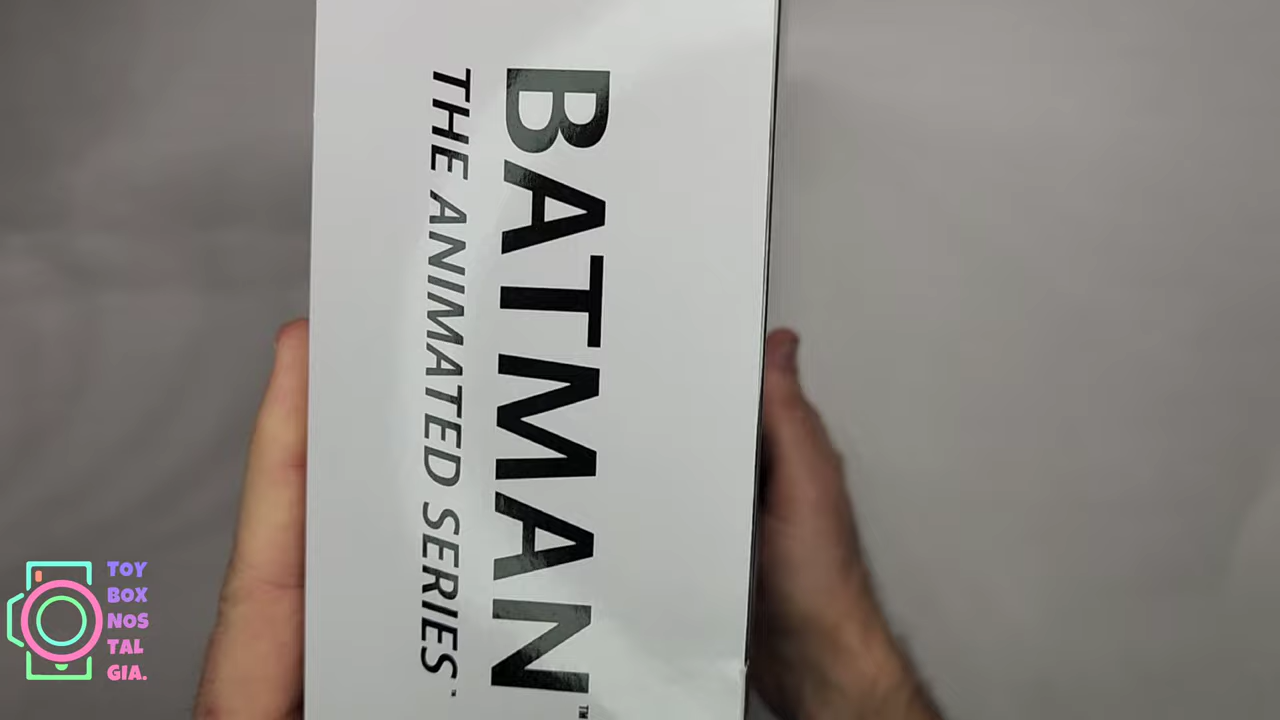 BATMAN™
THE ANIMATED SERIES™
TOY
BOX
NOS
TAL
GIA.